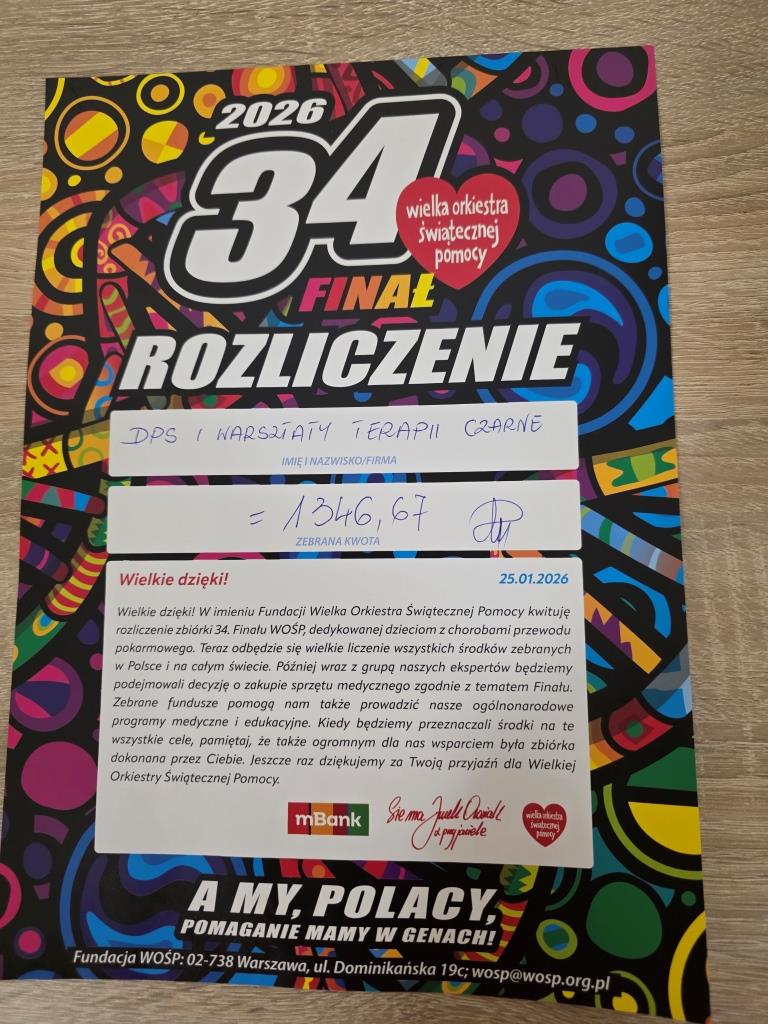 2026
34
wielka orkiestra
świątecznej
pomocy
FINAŁ
ROZLICZENIE
DPS I WARSZTATY TERAPII CZARNE
IMIĘ I NAZWISKO/FIRMA
= 1346,67
ZEBRANA KWOTA
Wielkie dzięki! 25.01.2026
Wielkie dzięki! W imieniu Fundacji Wielka Orkiestra Świątecznej Pomocy kwituję
rozliczenie zbiórki 34. Finału WOŚP, dedykowanej dzieciom z chorobami przewodu
pokarmowego. Teraz odbędzie się wielkie liczenie wszystkich środków zebranych
w Polsce i na całym świecie. Później wraz z grupą naszych ekspertów będziemy
podejmowali decyzję o zakupie sprzętu medycznego zgodnie z tematem Finału.
Zebrane fundusze pomogą nam także prowadzić nasze ogólnonarodowe
programy medyczne i edukacyjne. Kiedy będziemy przeznaczali środki na te
wszystkie cele, pamiętaj, że także ogromnym dla nas wsparciem była zbiórka
dokonana przez Ciebie. Jeszcze raz dziękujemy za Twoją przyjaźń dla Wielkiej
Orkiestry Świątecznej Pomocy.
mBank
Sie ma Jurek Owsiak
z przyjaciele
wielka orkiestra
świątecznej
pomocy
A MY, POLACY,
POMAGANIE MAMY W GENACH!
Fundacja WOŚP: 02-738 Warszawa, ul. Dominikańska 19c; wosp@wosp.org.pl